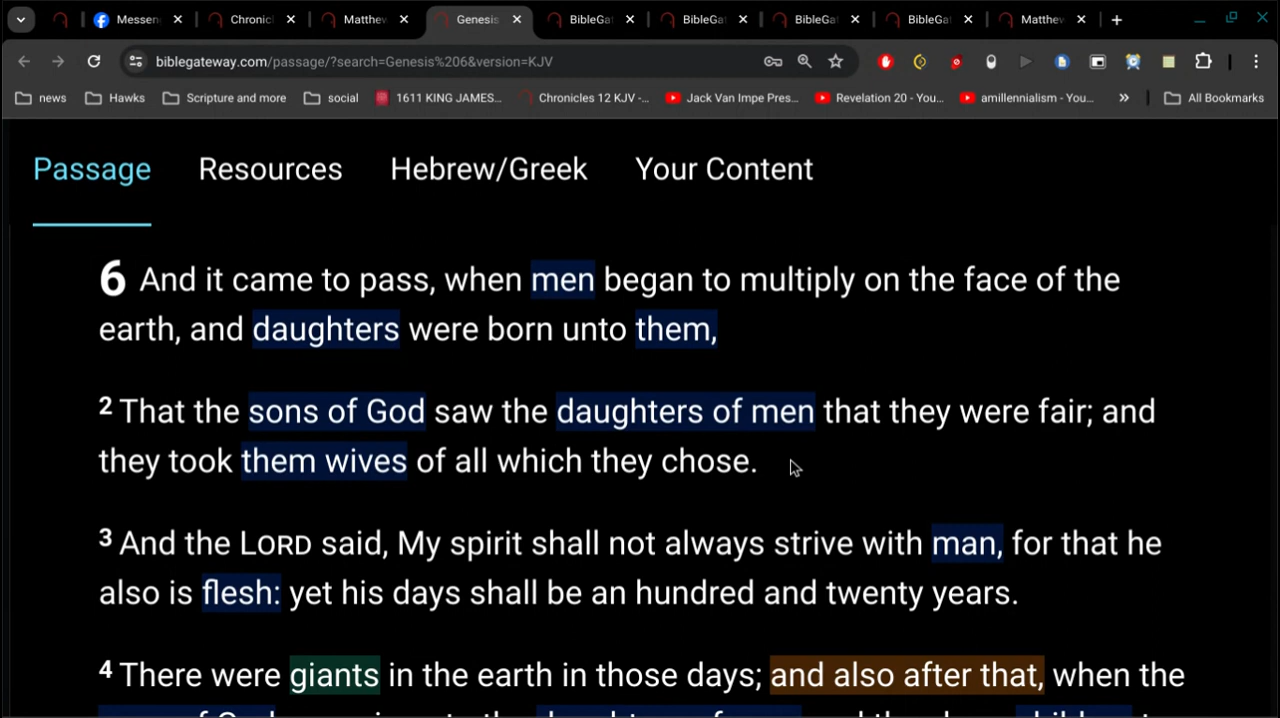 Messen
Chronic
Matthew
Genesis
BibleGat
BibleGat
BibleGat
BibleGat
Matthew
biblegateway.com/passage/?search=Genesis%206&version=KJV
news
Hawks
Scripture and more
social
1611 KING JAMES...
Chronicles 12 KJV -...
Jack Van Impe Pres...
Revelation 20 - You...
amillennialism - You...
All Bookmarks
Passage Resources Hebrew/Greek Your Content
6 And it came to pass, when men began to multiply on the face of the
earth, and daughters were born unto them,
2 That the sons of God saw the daughters of men that they were fair; and
they took them wives of all which they chose.
3 And the LORD said, My spirit shall not always strive with man, for that he
also is flesh: yet his days shall be an hundred and twenty years.
4 There were giants in the earth in those days; and also after that, when the